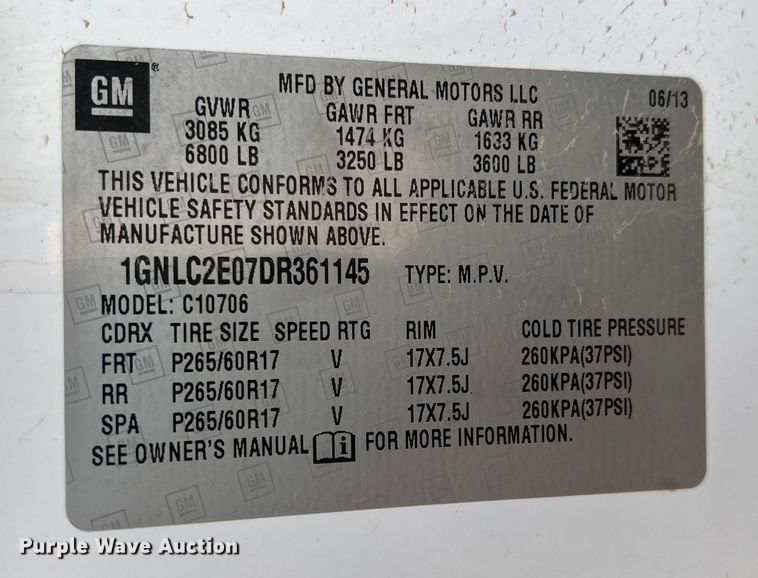 GM®
MFD BY GENERAL MOTORS LLC
06/13
GVWR GAWR FRT GAWR RR
3085 KG 1474 KG 1633 KG
6800 LB 3250 LB 3600 LB
THIS VEHICLE CONFORMS TO ALL APPLICABLE U.S. FEDERAL MOTOR
VEHICLE SAFETY STANDARDS IN EFFECT ON THE DATE OF
MANUFACTURE SHOWN ABOVE.
1GNLC2E07DR361145 TYPE: M.P.V.
MODEL: C10706
CDRX TIRE SIZE SPEED RTG RIM COLD TIRE PRESSURE
FRT P265/60R17 V 17X7.5J 260KPA(37PSI)
RR P265/60R17 V 17X7.5J 260KPA(37PSI)
SPA P265/60R17 V 17X7.5J 260KPA(37PSI)
SEE OWNER'S MANUAL i FOR MORE INFORMATION.
Purple Wave Auction